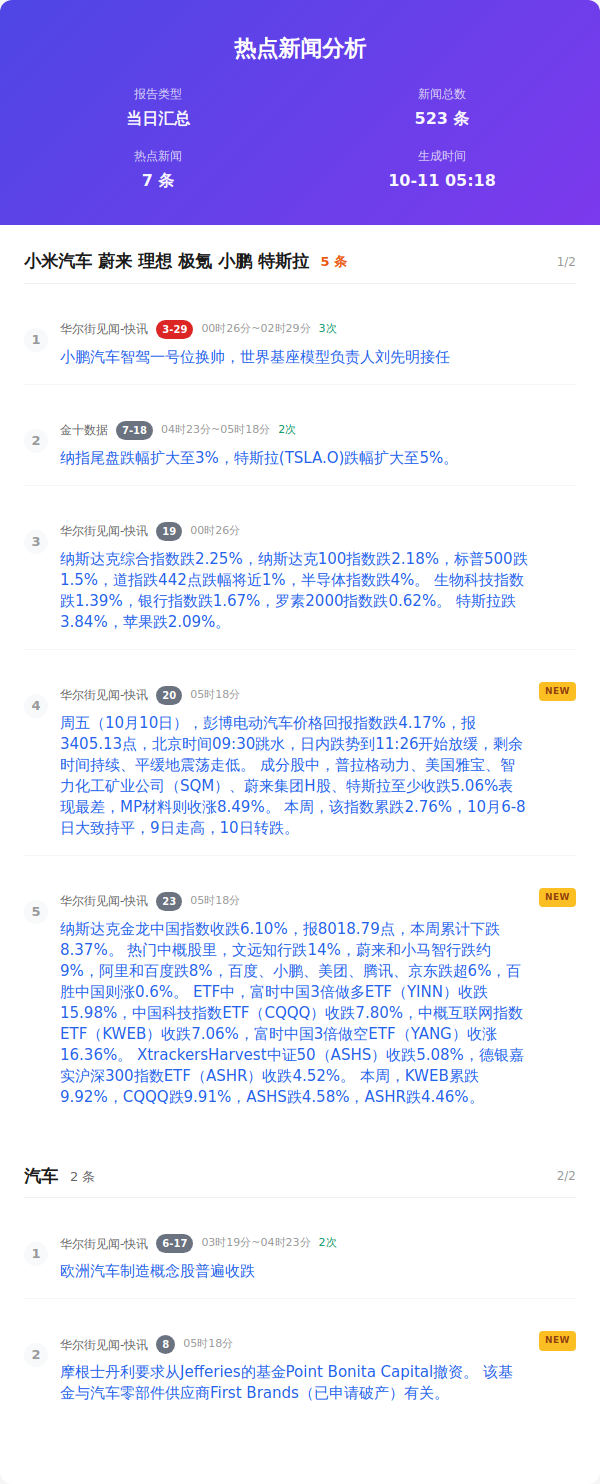 热点新闻分析
报告类型
新闻总数
当日汇总
523 条
热点新闻
生成时间
7 条
10-11 05:18
小米汽车 蔚来 理想 极氪 小鹏 特斯拉 5 条 1/2
1
华尔街见闻-快讯 3-29 00时26分~02时29分 3次
小鹏汽车智驾一号位换帅，世界基座模型负责人刘先明接任
2
金十数据 7-18 04时23分~05时18分 2次
纳指尾盘跌幅扩大至3%，特斯拉(TSLA.O)跌幅扩大至5%。
3
华尔街见闻-快讯 19 00时26分
纳斯达克综合指数跌2.25%，纳斯达克100指数跌2.18%，标普500跌
1.5%，道指跌442点跌幅将近1%，半导体指数跌4%。 生物科技指数
跌1.39%，银行指数跌1.67%，罗素2000指数跌0.62%。 特斯拉跌
3.84%，苹果跌2.09%。
4
华尔街见闻-快讯 20 05时18分 NEW
周五（10月10日），彭博电动汽车价格回报指数跌4.17%，报
3405.13点，北京时间09:30跳水，日内跌势到11:26开始放缓，剩余
时间持续、平缓地震荡走低。 成分股中，普拉格动力、美国雅宝、智
力化工矿业公司（SQM）、蔚来集团H股、特斯拉至少收跌5.06%表
现最差，MP材料则收涨8.49%。 本周，该指数累跌2.76%，10月6-8
日大致持平，9日走高，10日转跌。
5
华尔街见闻-快讯 23 05时18分 NEW
纳斯达克金龙中国指数收跌6.10%，报8018.79点，本周累计下跌
8.37%。 热门中概股里，文远知行跌14%，蔚来和小马智行跌约
9%，阿里和百度跌8%，百度、小鹏、美团、腾讯、京东跌超6%，百
胜中国则涨0.6%。 ETF中，富时中国3倍做多ETF（YINN）收跌
15.98%，中国科技指数ETF（CQQQ）收跌7.80%，中概互联网指数
ETF（KWEB）收跌7.06%，富时中国3倍做空ETF（YANG）收涨
16.36%。 XtrackersHarvest中证50（ASHS）收跌5.08%，德银嘉
实沪深300指数ETF（ASHR）收跌4.52%。 本周，KWEB累跌
9.92%，CQQQ跌9.91%，ASHS跌4.58%，ASHR跌4.46%。
汽车 2 条 2/2
1
华尔街见闻-快讯 6-17 03时19分~04时23分 2次
欧洲汽车制造概念股普遍收跌
2
华尔街见闻-快讯 8 05时18分 NEW
摩根士丹利要求从Jefferies的基金Point Bonita Capital撤资。 该基
金与汽车零部件供应商First Brands（已申请破产）有关。